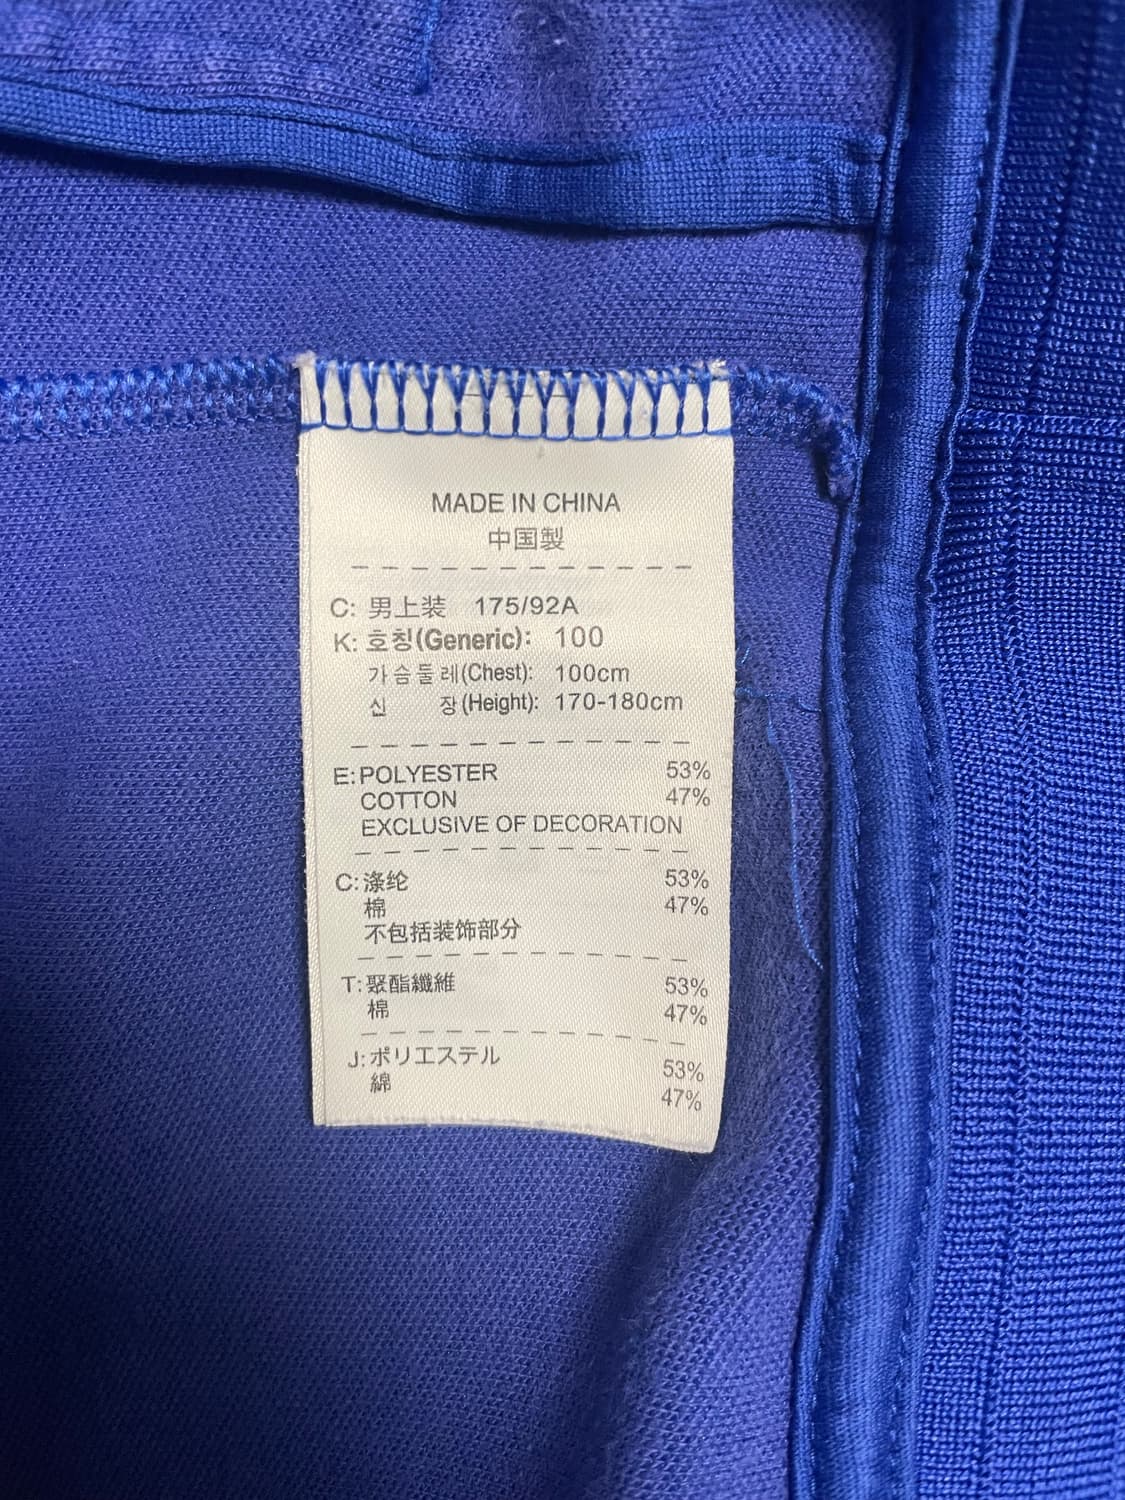 MADE IN CHINA
中国製
C: 男上装 175/92A
K: 호칭(Generic): 100
가슴둘레(Chest): 100cm
신 장(Height): 170-180cm
E: POLYESTER 53%
COTTON 47%
EXCLUSIVE OF DECORATION
C: 涤纶 53%
棉 47%
不包括装饰部分
T: 聚酯纖維 53%
棉 47%
J: ポリエステル 53%
綿 47%